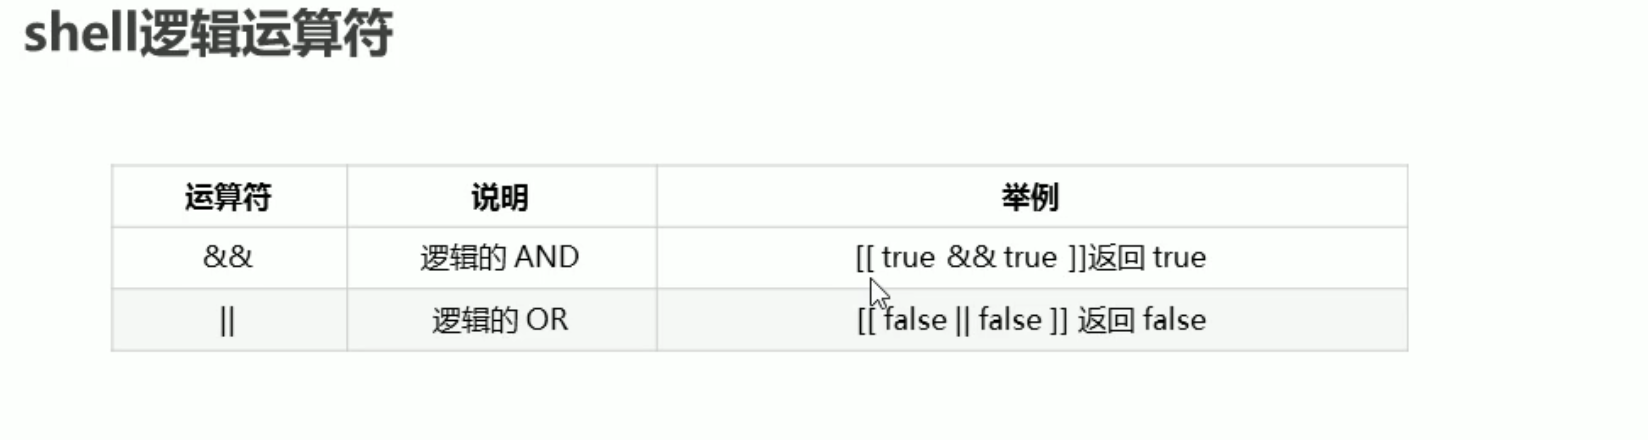 shell逻辑运算符
运算符 说明 举例
&& 逻辑的 AND [[ true && true ]]返回 true
|| 逻辑的 OR [[ false || false ]] 返回 false